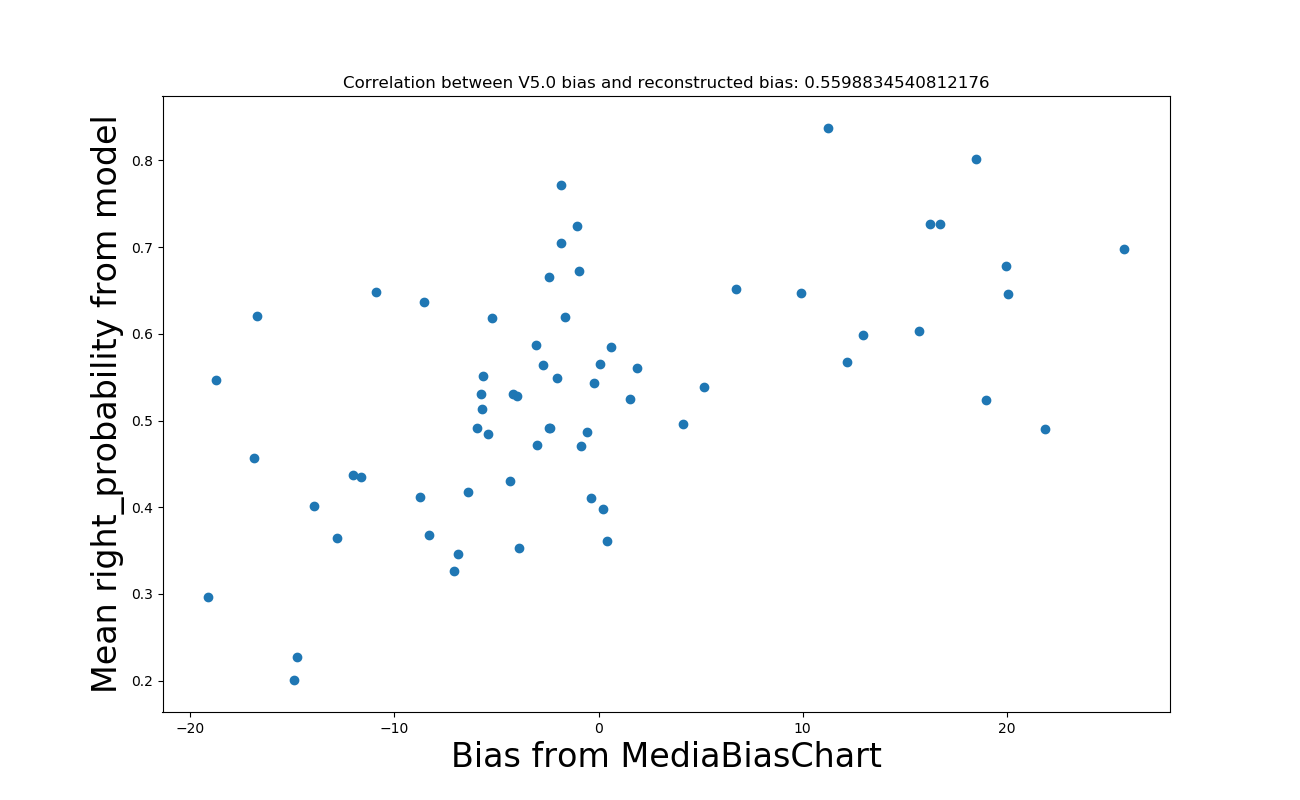 Correlation between V5.0 bias and reconstructed bias: 0.5598834540812176
Mean right_probability from model
0.8
0.7
0.6
0.5
0.4
0.3
0.2
−20 −10 0 10 20
Bias from MediaBiasChart